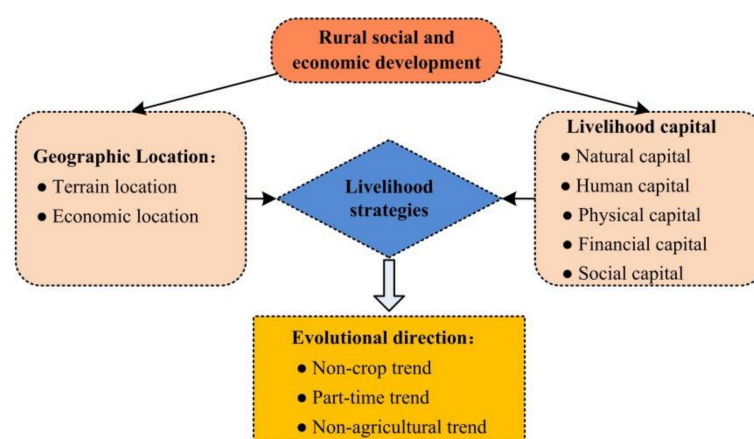 Rural social and
economic development
Geographic Location：
● Terrain location
● Economic location
Livelihood
strategies
Livelihood capital
● Natural capital
● Human capital
● Physical capital
● Financial capital
● Social capital
Evolutional direction：
● Non-crop trend
● Part-time trend
● Non-agricultural trend